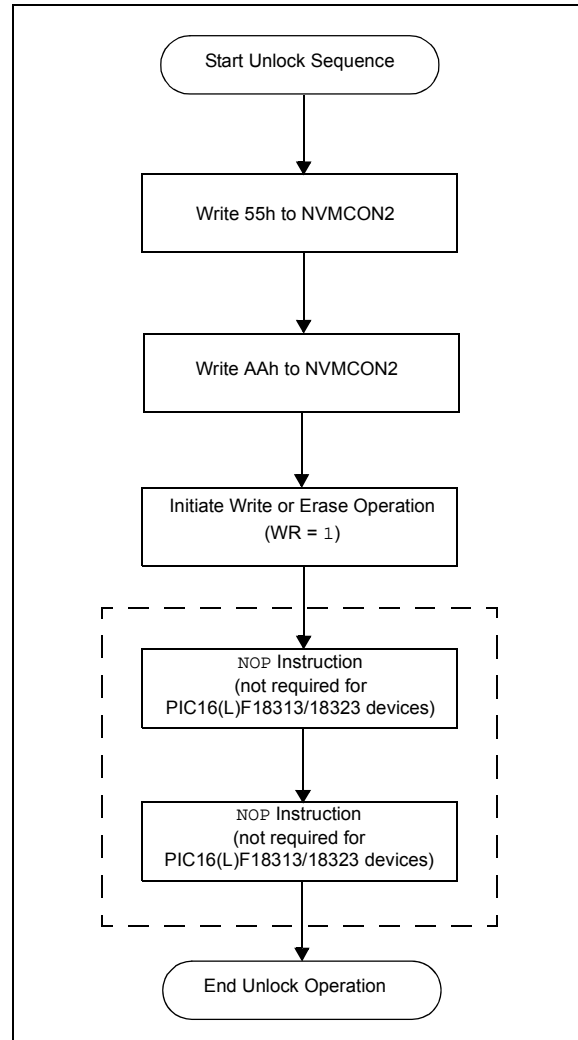 Start Unlock Sequence
Write 55h to NVMCON2
Write AAh to NVMCON2
Initiate Write or Erase Operation
(WR = 1)
NOP Instruction
(not required for
PIC16(L)F18313/18323 devices)
NOP Instruction
(not required for
PIC16(L)F18313/18323 devices)
End Unlock Operation